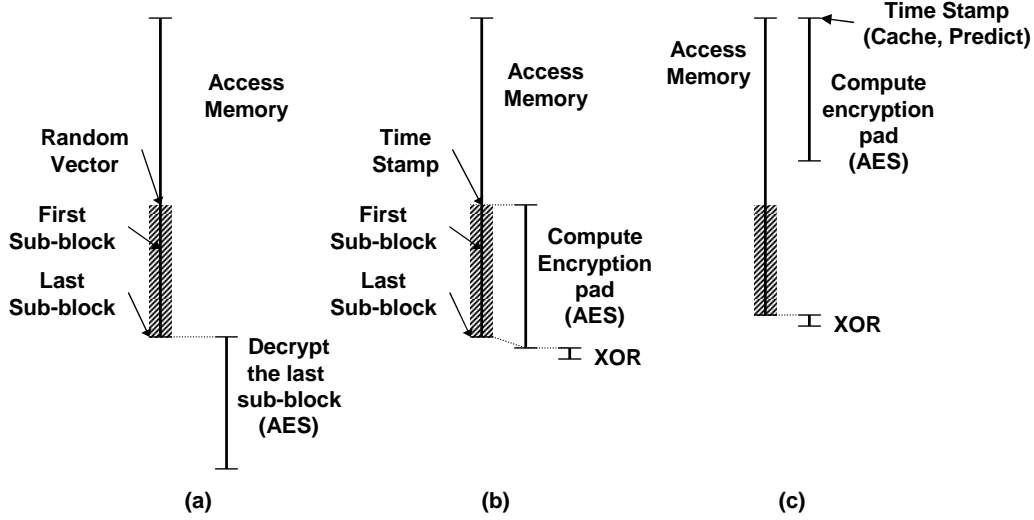 Access
Memory
Random
Vector
First
Sub-block
Last
Sub-block
Decrypt
the last
sub-block
(AES)
(a)
Access
Memory
Time
Stamp
First
Sub-block
Last
Sub-block
Compute
Encryption
pad
(AES)
XOR
(b)
Time Stamp
(Cache, Predict)
Access
Memory
Compute
encryption
pad
(AES)
XOR
(c)